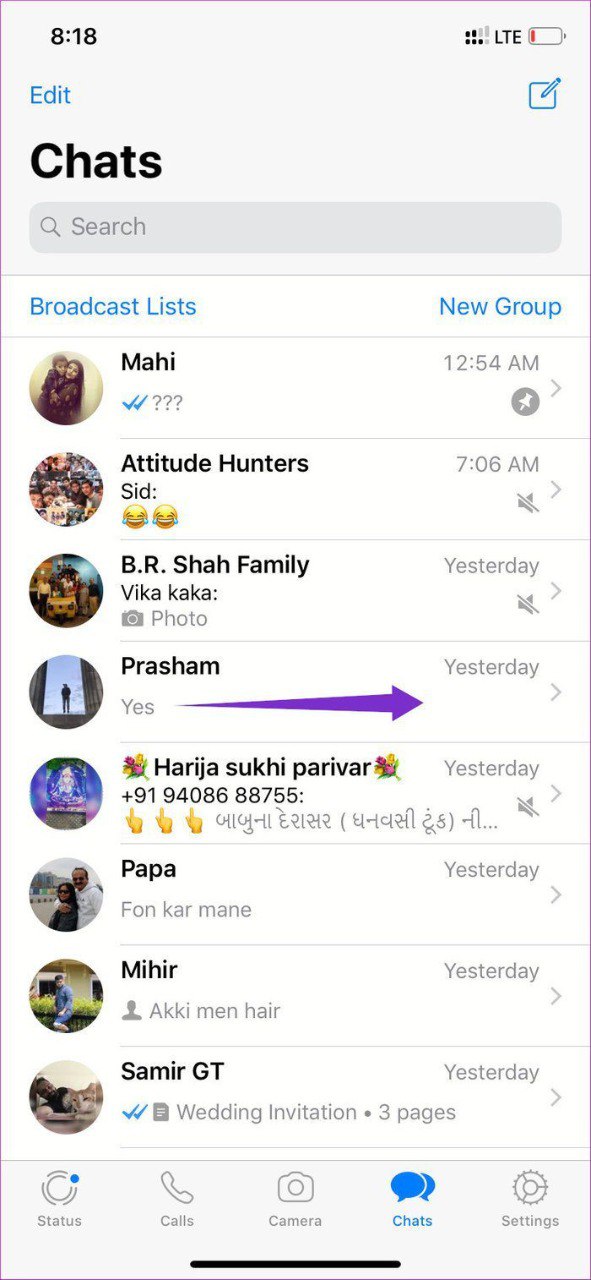 8:18 LTE
Edit
Chats
Search
Broadcast Lists New Group
Mahi 12:54 AM
???
Attitude Hunters 7:06 AM
Sid:
😂😂
B.R. Shah Family Yesterday
Vika kaka:
Photo
Prasham Yesterday
Yes
💐Harija sukhi parivar💐 Yesterday
+91 94086 88755:
👆👆👆 બાબુના દેરાસર ( ધનવસી ટૂંક) ની...
Papa Yesterday
Fon kar mane
Mihir Yesterday
Akki men hair
Samir GT Yesterday
Wedding Invitation • 3 pages
Status Calls Camera Chats Settings